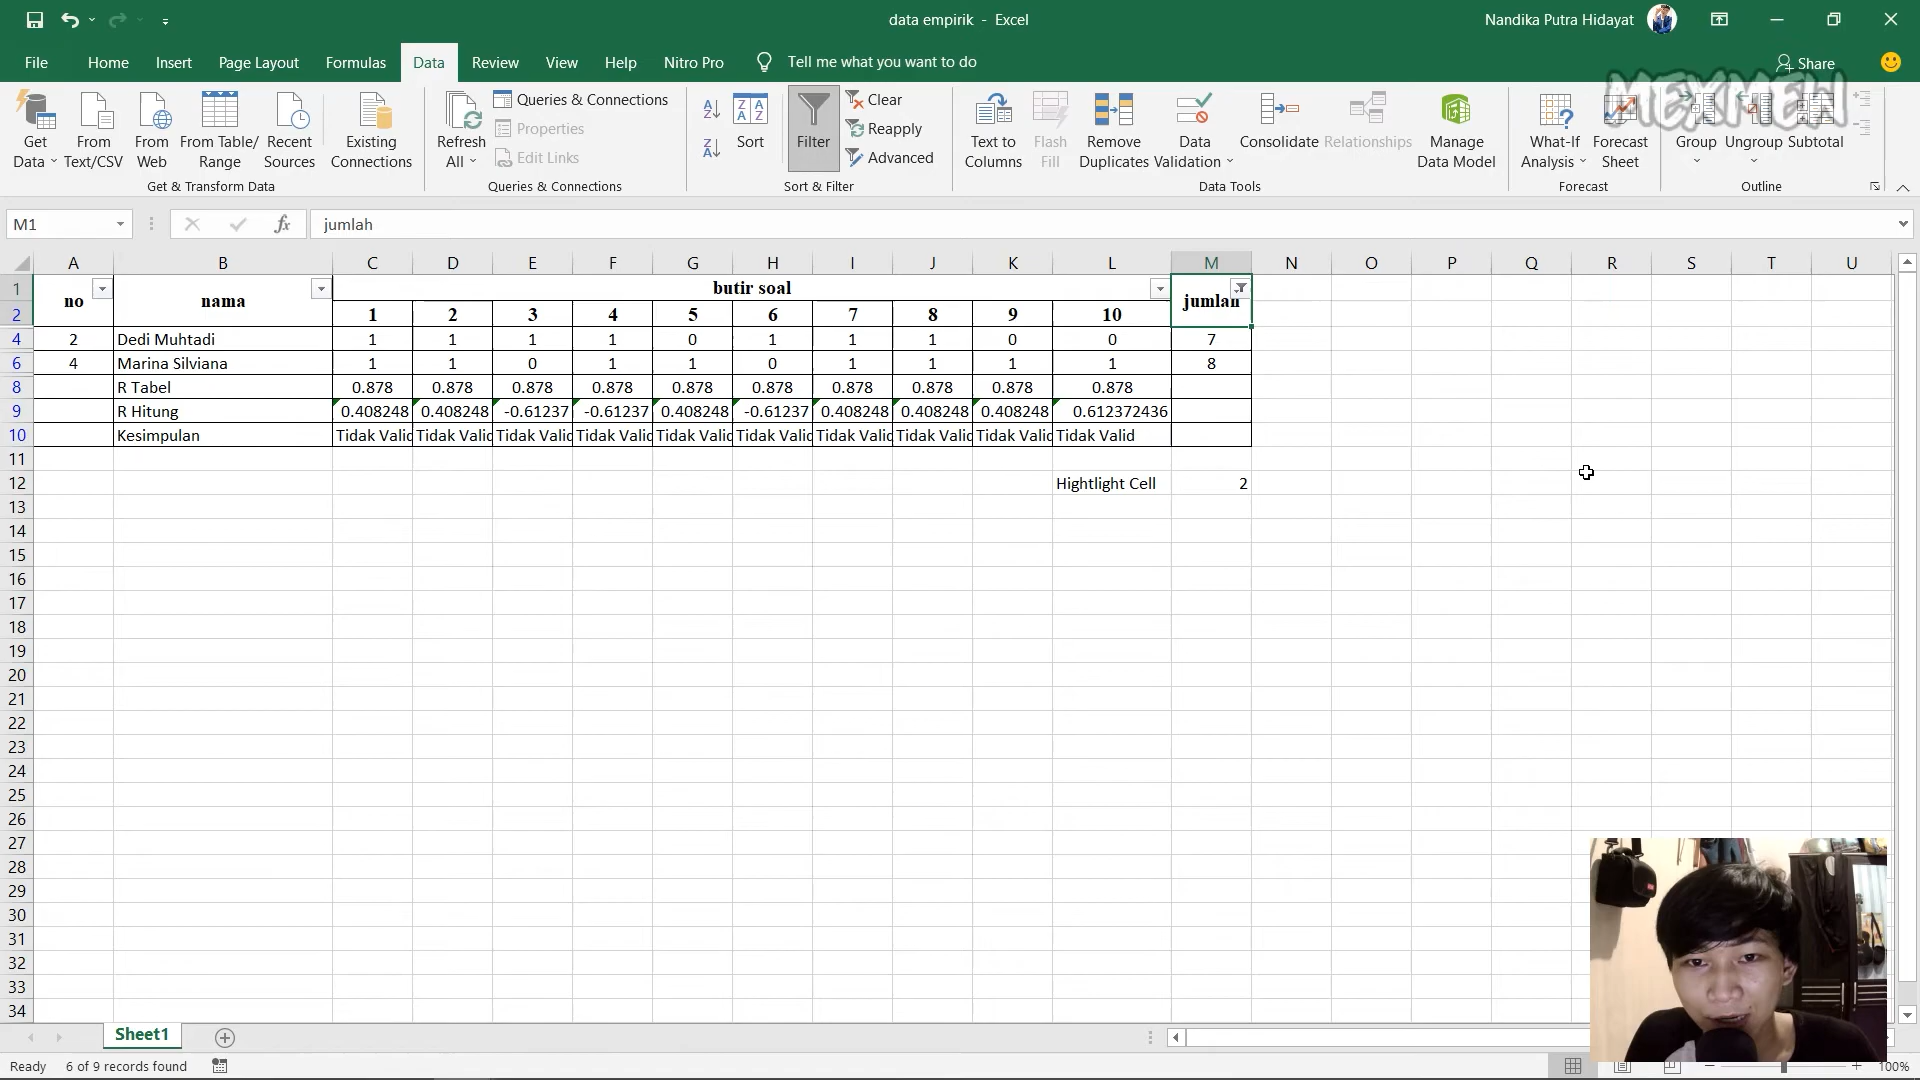 data empirik - Excel
Nandika Putra Hidayat
File Home Insert Page Layout Formulas Data Review View Help Nitro Pro Tell me what you want to do Share
MEXMEN
Get Data
From Text/CSV
From Web
From Table/ Range
Recent Sources
Existing Connections
Get & Transform Data
Refresh All
Queries & Connections
Properties
Edit Links
Queries & Connections
Sort
Filter
Clear
Reapply
Advanced
Sort & Filter
Text to Columns
Flash Fill
Remove Duplicates
Data Validation
Consolidate
Relationships
Manage Data Model
Data Tools
What-If Analysis
Forecast Sheet
Forecast
Group
Ungroup
Subtotal
Outline
M1 fx jumlah
A B C D E F G H I J K L M N O P Q R S T U
1 no nama butir soal jumlah
2 1 2 3 4 5 6 7 8 9 10
4 2 Dedi Muhtadi 1 1 1 1 0 1 1 1 0 0 7
6 4 Marina Silviana 1 1 0 1 1 0 1 1 1 1 8
8 R Tabel 0.878 0.878 0.878 0.878 0.878 0.878 0.878 0.878 0.878 0.878
9 R Hitung 0.408248 0.408248 -0.61237 -0.61237 0.408248 -0.61237 0.408248 0.408248 0.408248 0.612372436
10 Kesimpulan Tidak Valid Tidak Valid Tidak Valid Tidak Valid Tidak Valid Tidak Valid Tidak Valid Tidak Valid Tidak Valid Tidak Valid
11
12 Hightlight Cell 2
13
14
15
16
17
18
19
20
21
22
23
24
25
26
27
28
29
30
31
32
33
34
Sheet1
Ready 6 of 9 records found 100%